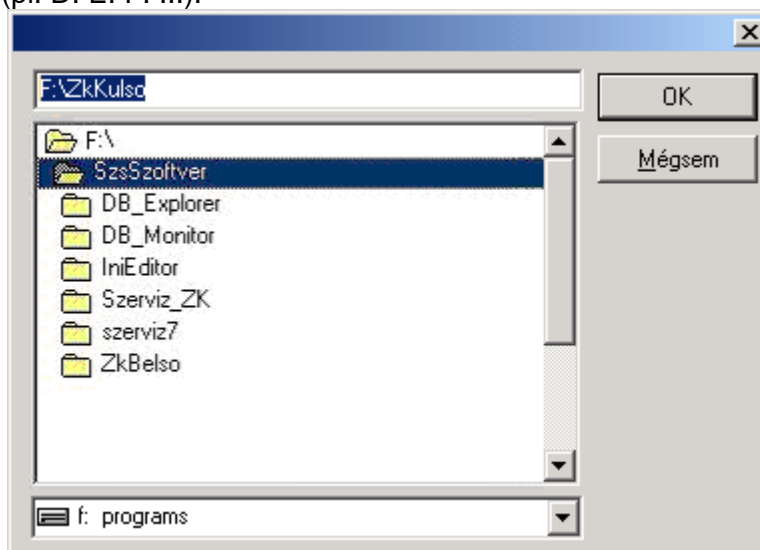 F:\ZkKulso
OK
F:\
Mégsem
SzsSzoftver
DB_Explorer
DB_Monitor
IniEditor
Szerviz_ZK
szerviz7
ZkBelso
f: programs